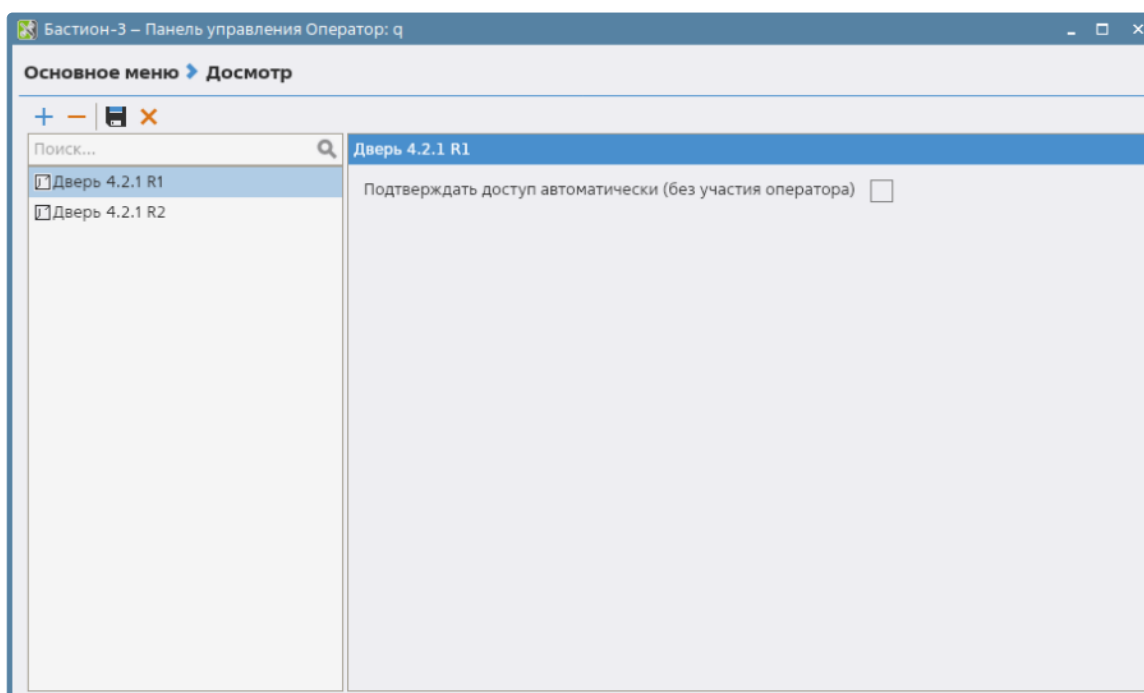 Бастион-3 – Панель управления Оператор: q
Основное меню Досмотр
Поиск...
Дверь 4.2.1 R1
Дверь 4.2.1 R2
Дверь 4.2.1 R1
Подтверждать доступ автоматически (без участия оператора)